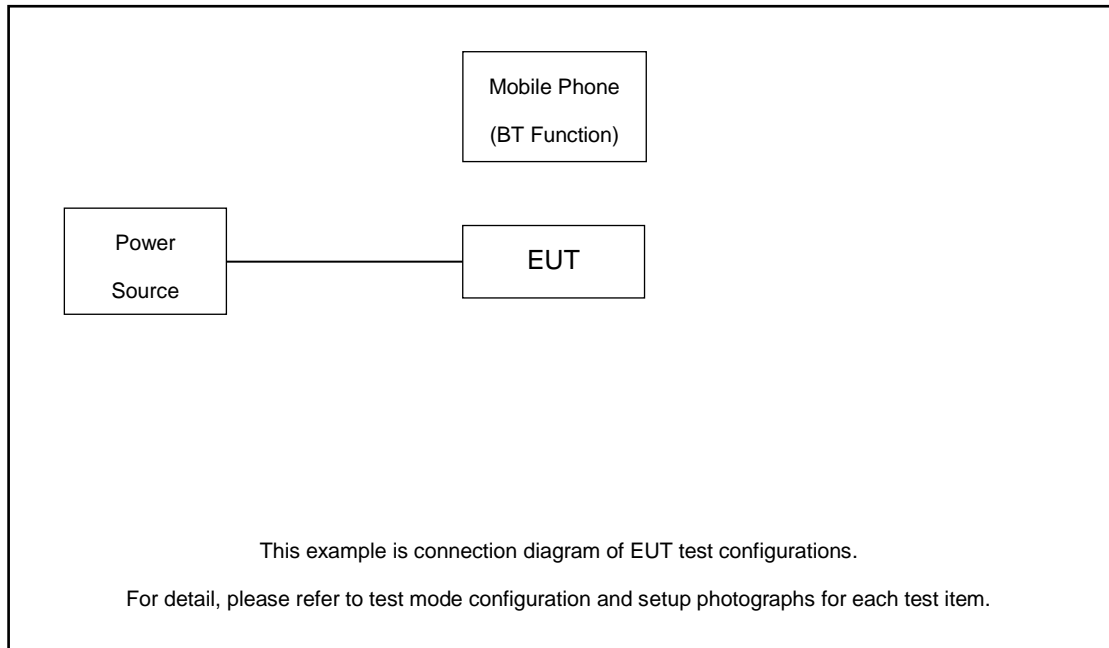 Mobile Phone
(BT Function)
Power
Source
EUT
This example is connection diagram of EUT test configurations.
For detail, please refer to test mode configuration and setup photographs for each test item.